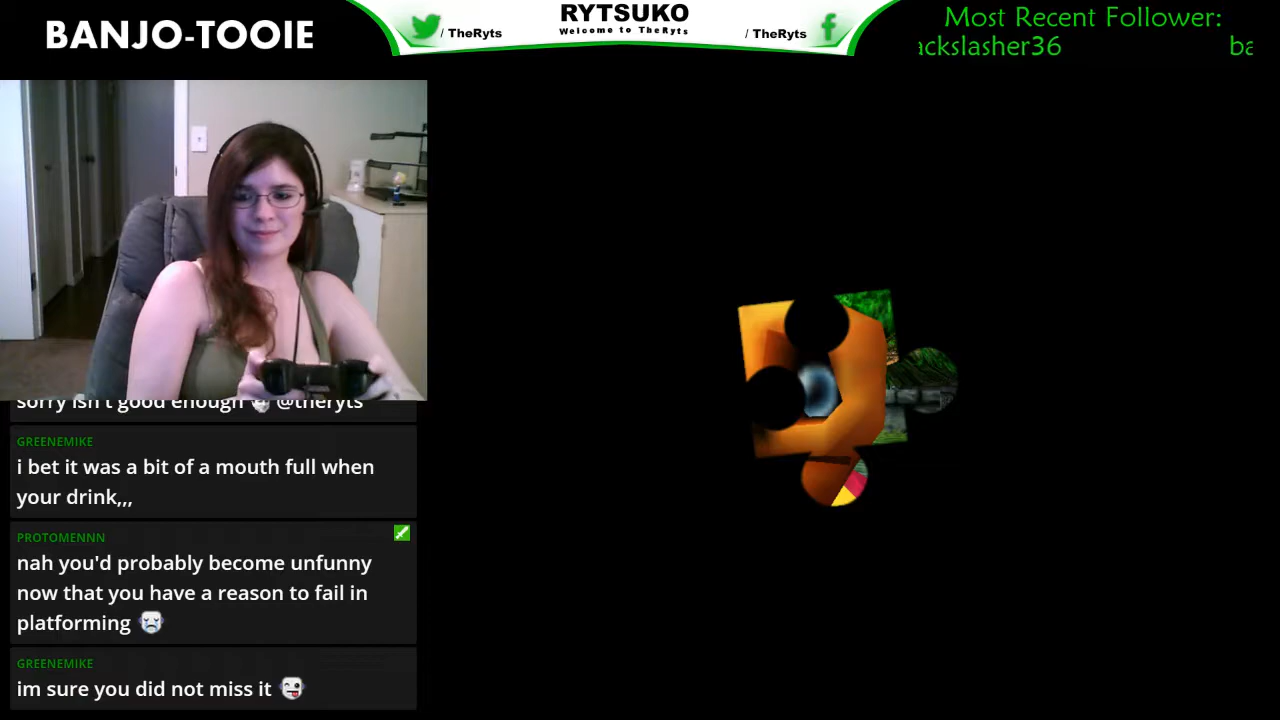 BANJO-TOOIE
/ TheRyts
RYTSUKO
Welcome to TheRyts
/ TheRyts
Most Recent Follower:
ackslasher36 ba
sorry isn't good enough @theryts
GREENEMIKE
i bet it was a bit of a mouth full when
your drink,,,
PROTOMENNN
nah you'd probably become unfunny
now that you have a reason to fail in
platforming
GREENEMIKE
im sure you did not miss it